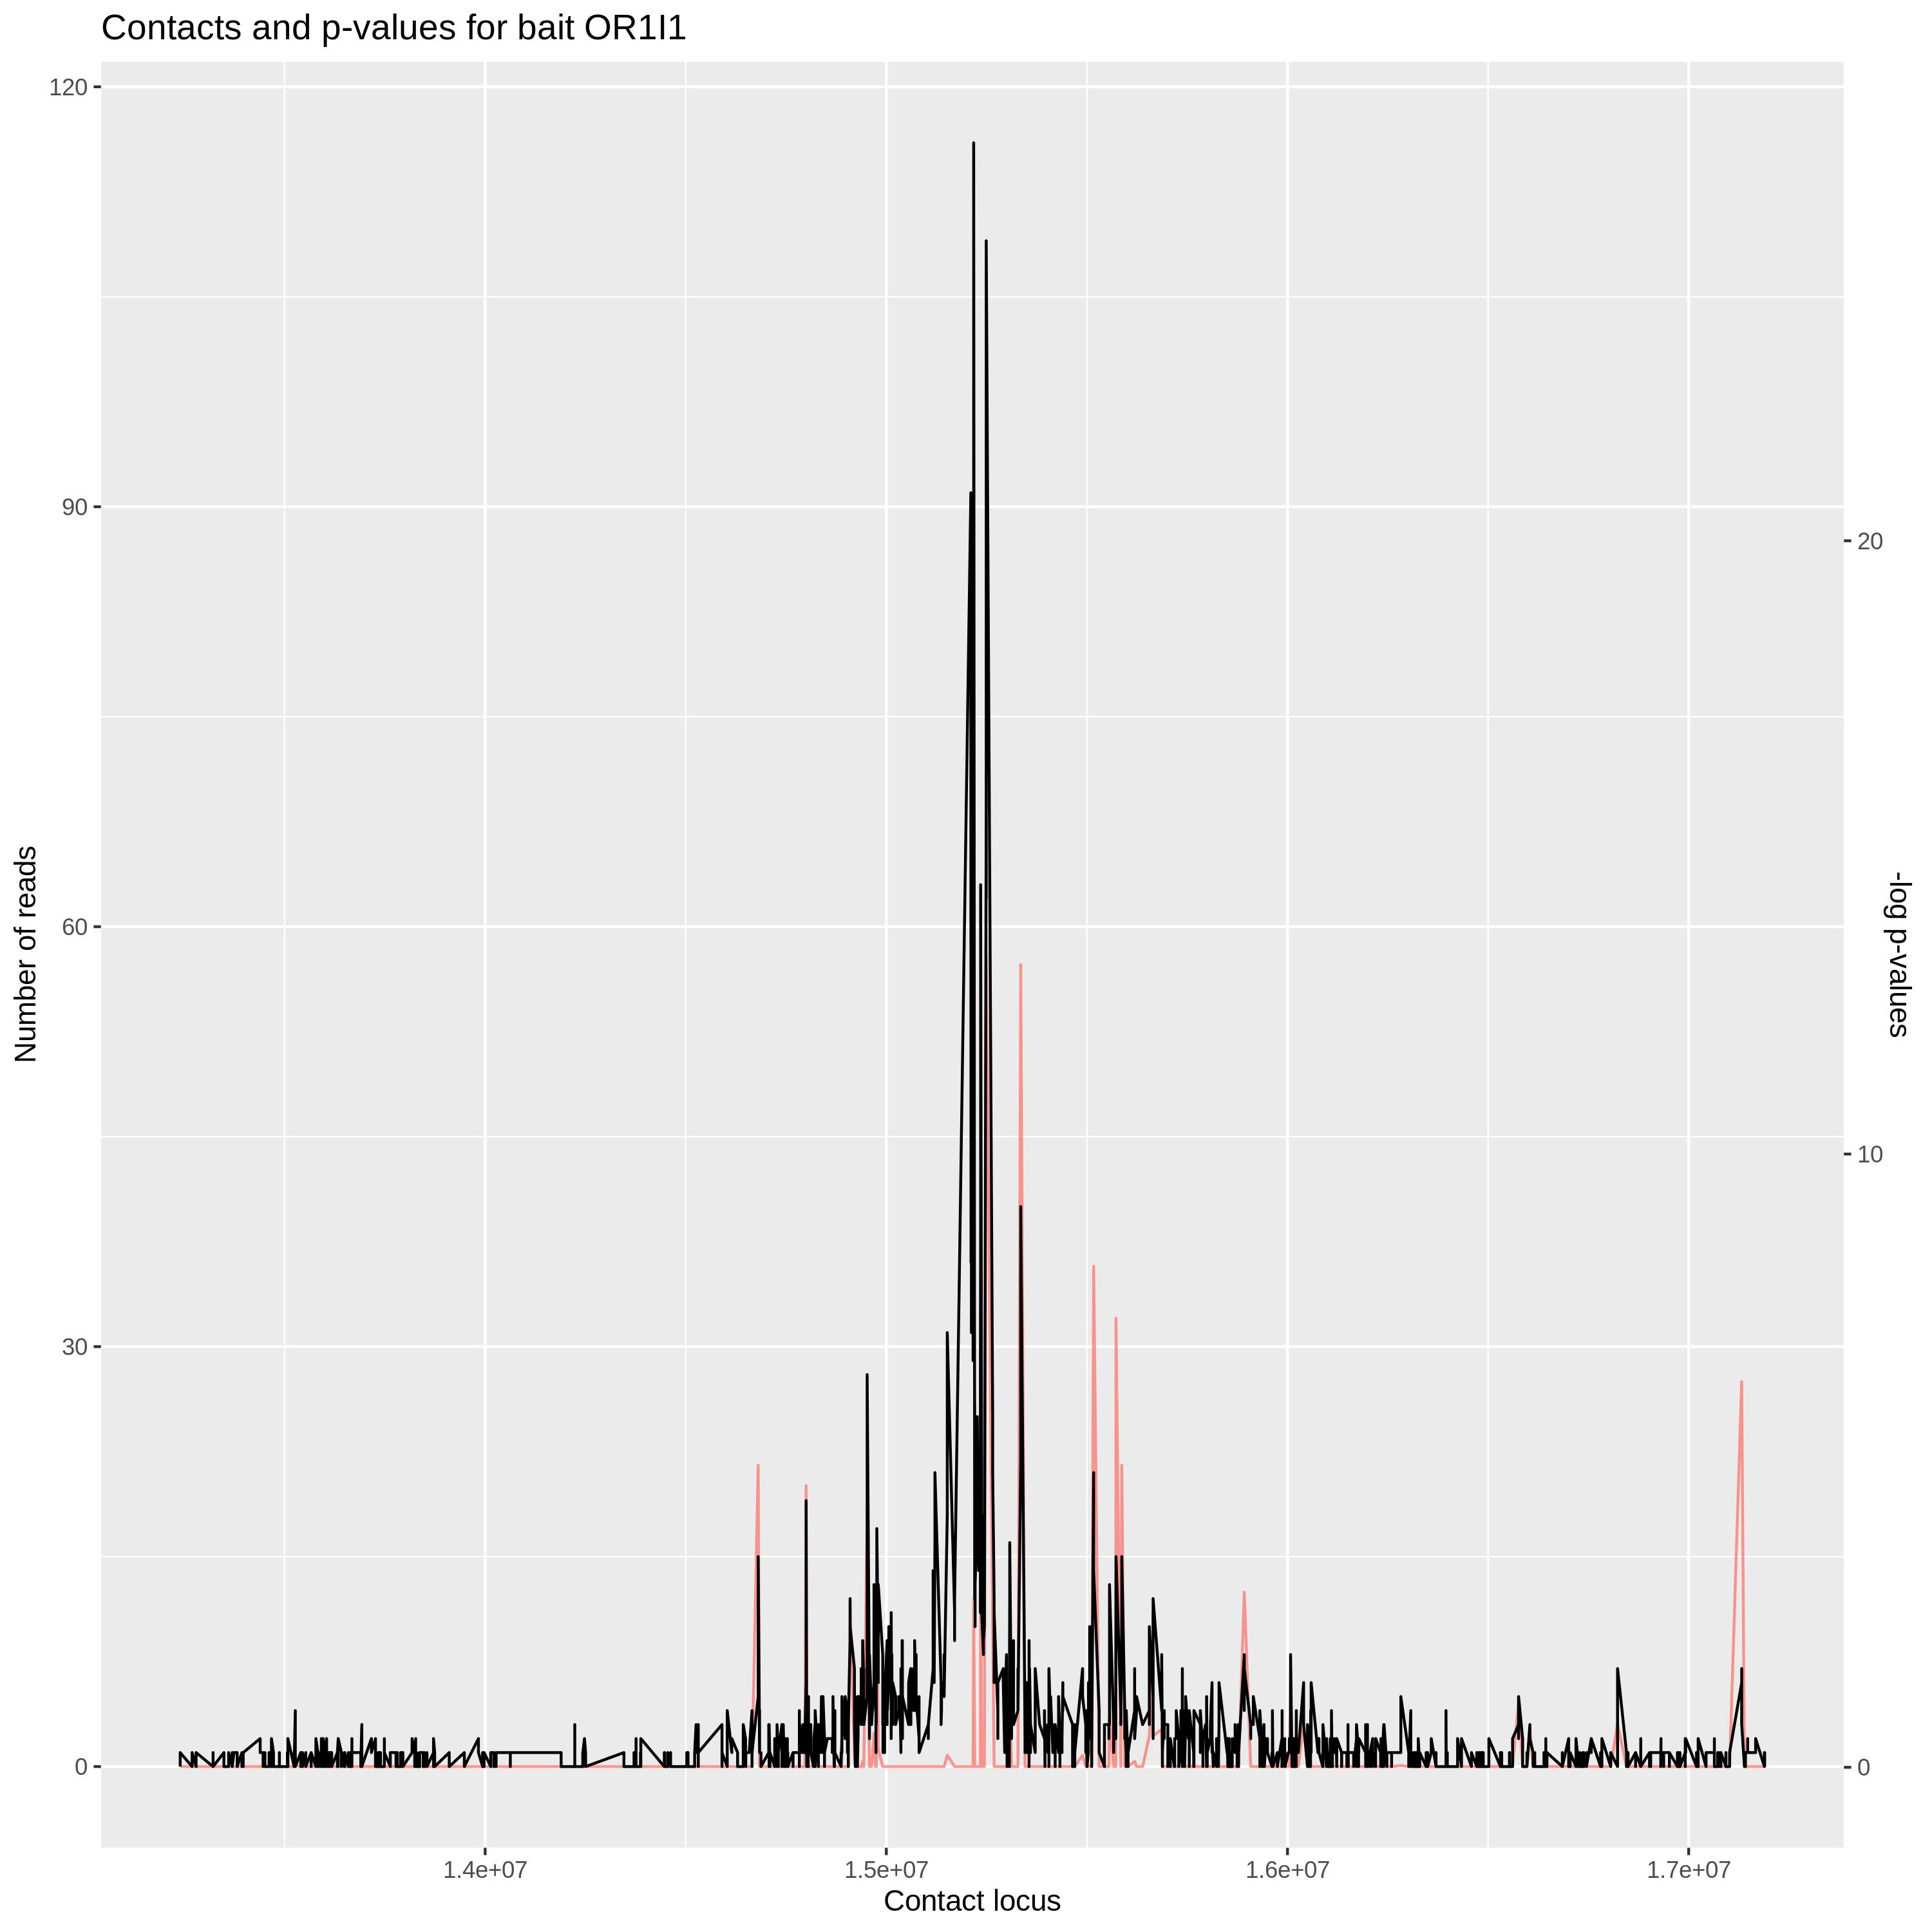 Contacts and p-values for bait OR1I1
120
90
60
30
0
Number of reads
20
10
0
-log p-values
1.4e+07
1.5e+07
1.6e+07
1.7e+07
Contact locus